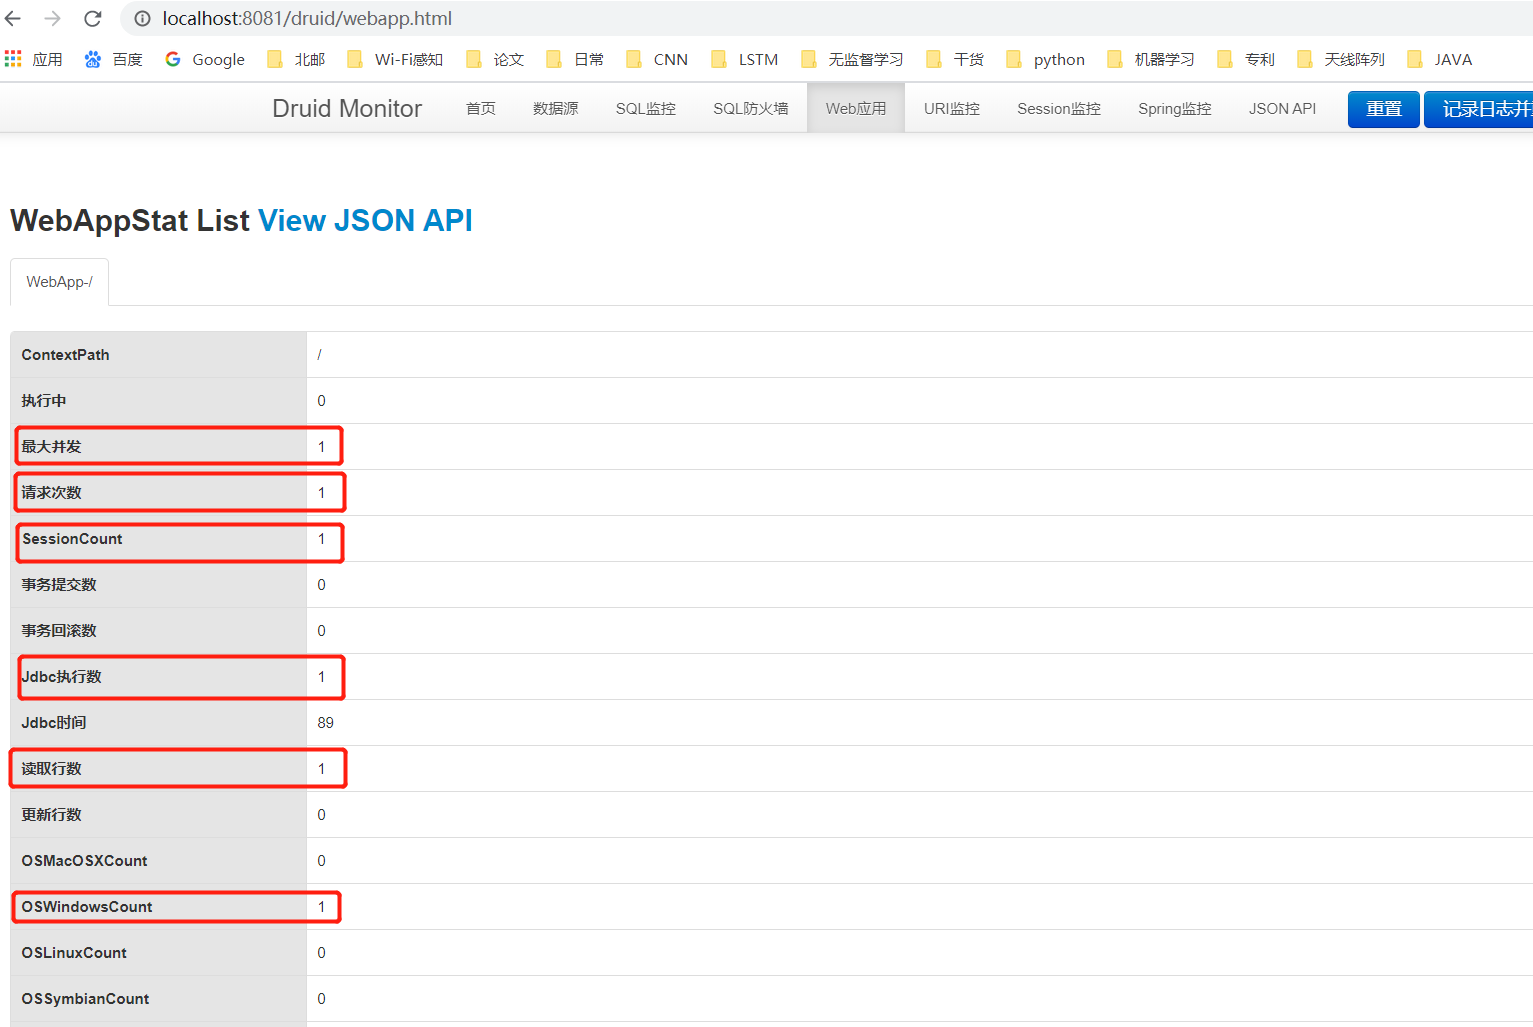 localhost:8081/druid/webapp.html
应用 百度 Google 北邮 Wi-Fi感知 论文 日常 CNN LSTM 无监督学习 干货 python 机器学习 专利 天线阵列 JAVA
Druid Monitor 首页 数据源 SQL监控 SQL防火墙 Web应用 URI监控 Session监控 Spring监控 JSON API 重置 记录日志并
WebAppStat List View JSON API
WebApp-/
ContextPath /
执行中 0
最大并发 1
请求次数 1
SessionCount 1
事务提交数 0
事务回滚数 0
Jdbc执行数 1
Jdbc时间 89
读取行数 1
更新行数 0
OSMacOSXCount 0
OSWindowsCount 1
OSLinuxCount 0
OSSymbianCount 0